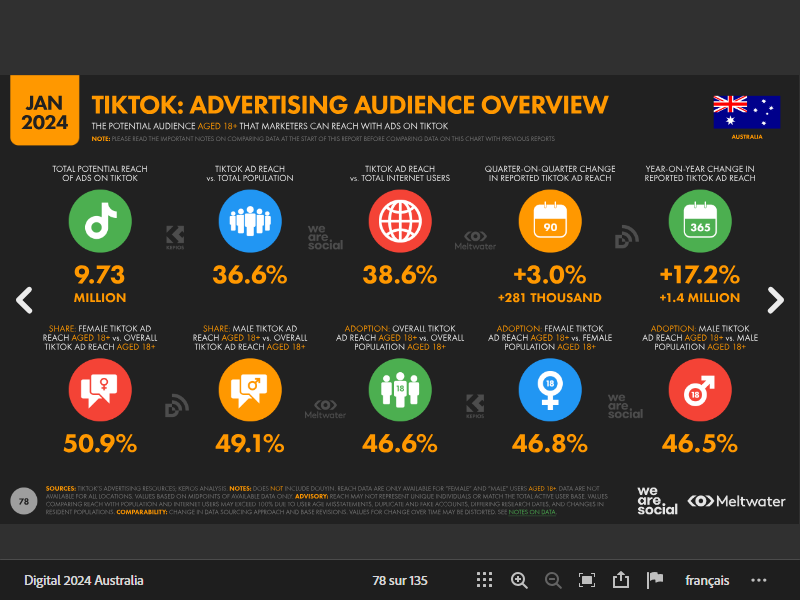 JAN
2024
TIKTOK: ADVERTISING AUDIENCE OVERVIEW
THE POTENTIAL AUDIENCE AGED 18+ THAT MARKETERS CAN REACH WITH ADS ON TIKTOK
NOTE: PLEASE READ THE IMPORTANT NOTES ON COMPARING DATA AT THE START OF THIS REPORT BEFORE COMPARING DATA ON THIS CHART WITH PREVIOUS REPORTS
AUSTRALIA
TOTAL POTENTIAL REACH
OF ADS ON TIKTOK
9.73
MILLION
TIKTOK AD REACH
vs. TOTAL POPULATION
36.6%
TIKTOK AD REACH
vs. TOTAL INTERNET USERS
38.6%
QUARTER-ON-QUARTER CHANGE
IN REPORTED TIKTOK AD REACH
90
+3.0%
+281 THOUSAND
YEAR-ON-YEAR CHANGE IN
REPORTED TIKTOK AD REACH
365
+17.2%
+1.4 MILLION
KEPIOS
we
are.
social
Meltwater
SHARE: FEMALE TIKTOK AD
REACH AGED 18+ vs. OVERALL
TIKTOK AD REACH AGED 18+
50.9%
SHARE: MALE TIKTOK AD
REACH AGED 18+ vs. OVERALL
TIKTOK AD REACH AGED 18+
49.1%
ADOPTION: OVERALL TIKTOK
AD REACH AGED 18+ vs. OVERALL
POPULATION AGED 18+
18
46.6%
ADOPTION: FEMALE TIKTOK
AD REACH AGED 18+ vs. FEMALE
POPULATION AGED 18+
18
46.8%
ADOPTION: MALE TIKTOK
AD REACH AGED 18+ vs. MALE
POPULATION AGED 18+
18
46.5%
Meltwater
KEPIOS
we
are.
social
78
SOURCES: TIKTOK'S ADVERTISING RESOURCES; KEPIOS ANALYSIS. NOTES: DOES NOT INCLUDE DOUYIN. REACH DATA ARE ONLY AVAILABLE FOR "FEMALE" AND "MALE" USERS AGED 18+. DATA ARE NOT
AVAILABLE FOR ALL LOCATIONS. VALUES BASED ON MIDPOINTS OF AVAILABLE DATA ONLY. ADVISORY: REACH MAY NOT REPRESENT UNIQUE INDIVIDUALS OR MATCH THE TOTAL ACTIVE USER BASE. VALUES
COMPARING REACH WITH POPULATION AND INTERNET USERS MAY EXCEED 100% DUE TO USER AGE MISSTATEMENTS, DUPLICATE AND FAKE ACCOUNTS, DIFFERING RESEARCH DATES, AND CHANGES IN
RESIDENT POPULATIONS. COMPARABILITY: CHANGE IN DATA SOURCING APPROACH AND BASE REVISIONS. VALUES FOR CHANGE OVER TIME MAY BE DISTORTED. SEE NOTES ON DATA.
we
are.
social
Meltwater
Digital 2024 Australia
78 sur 135
français